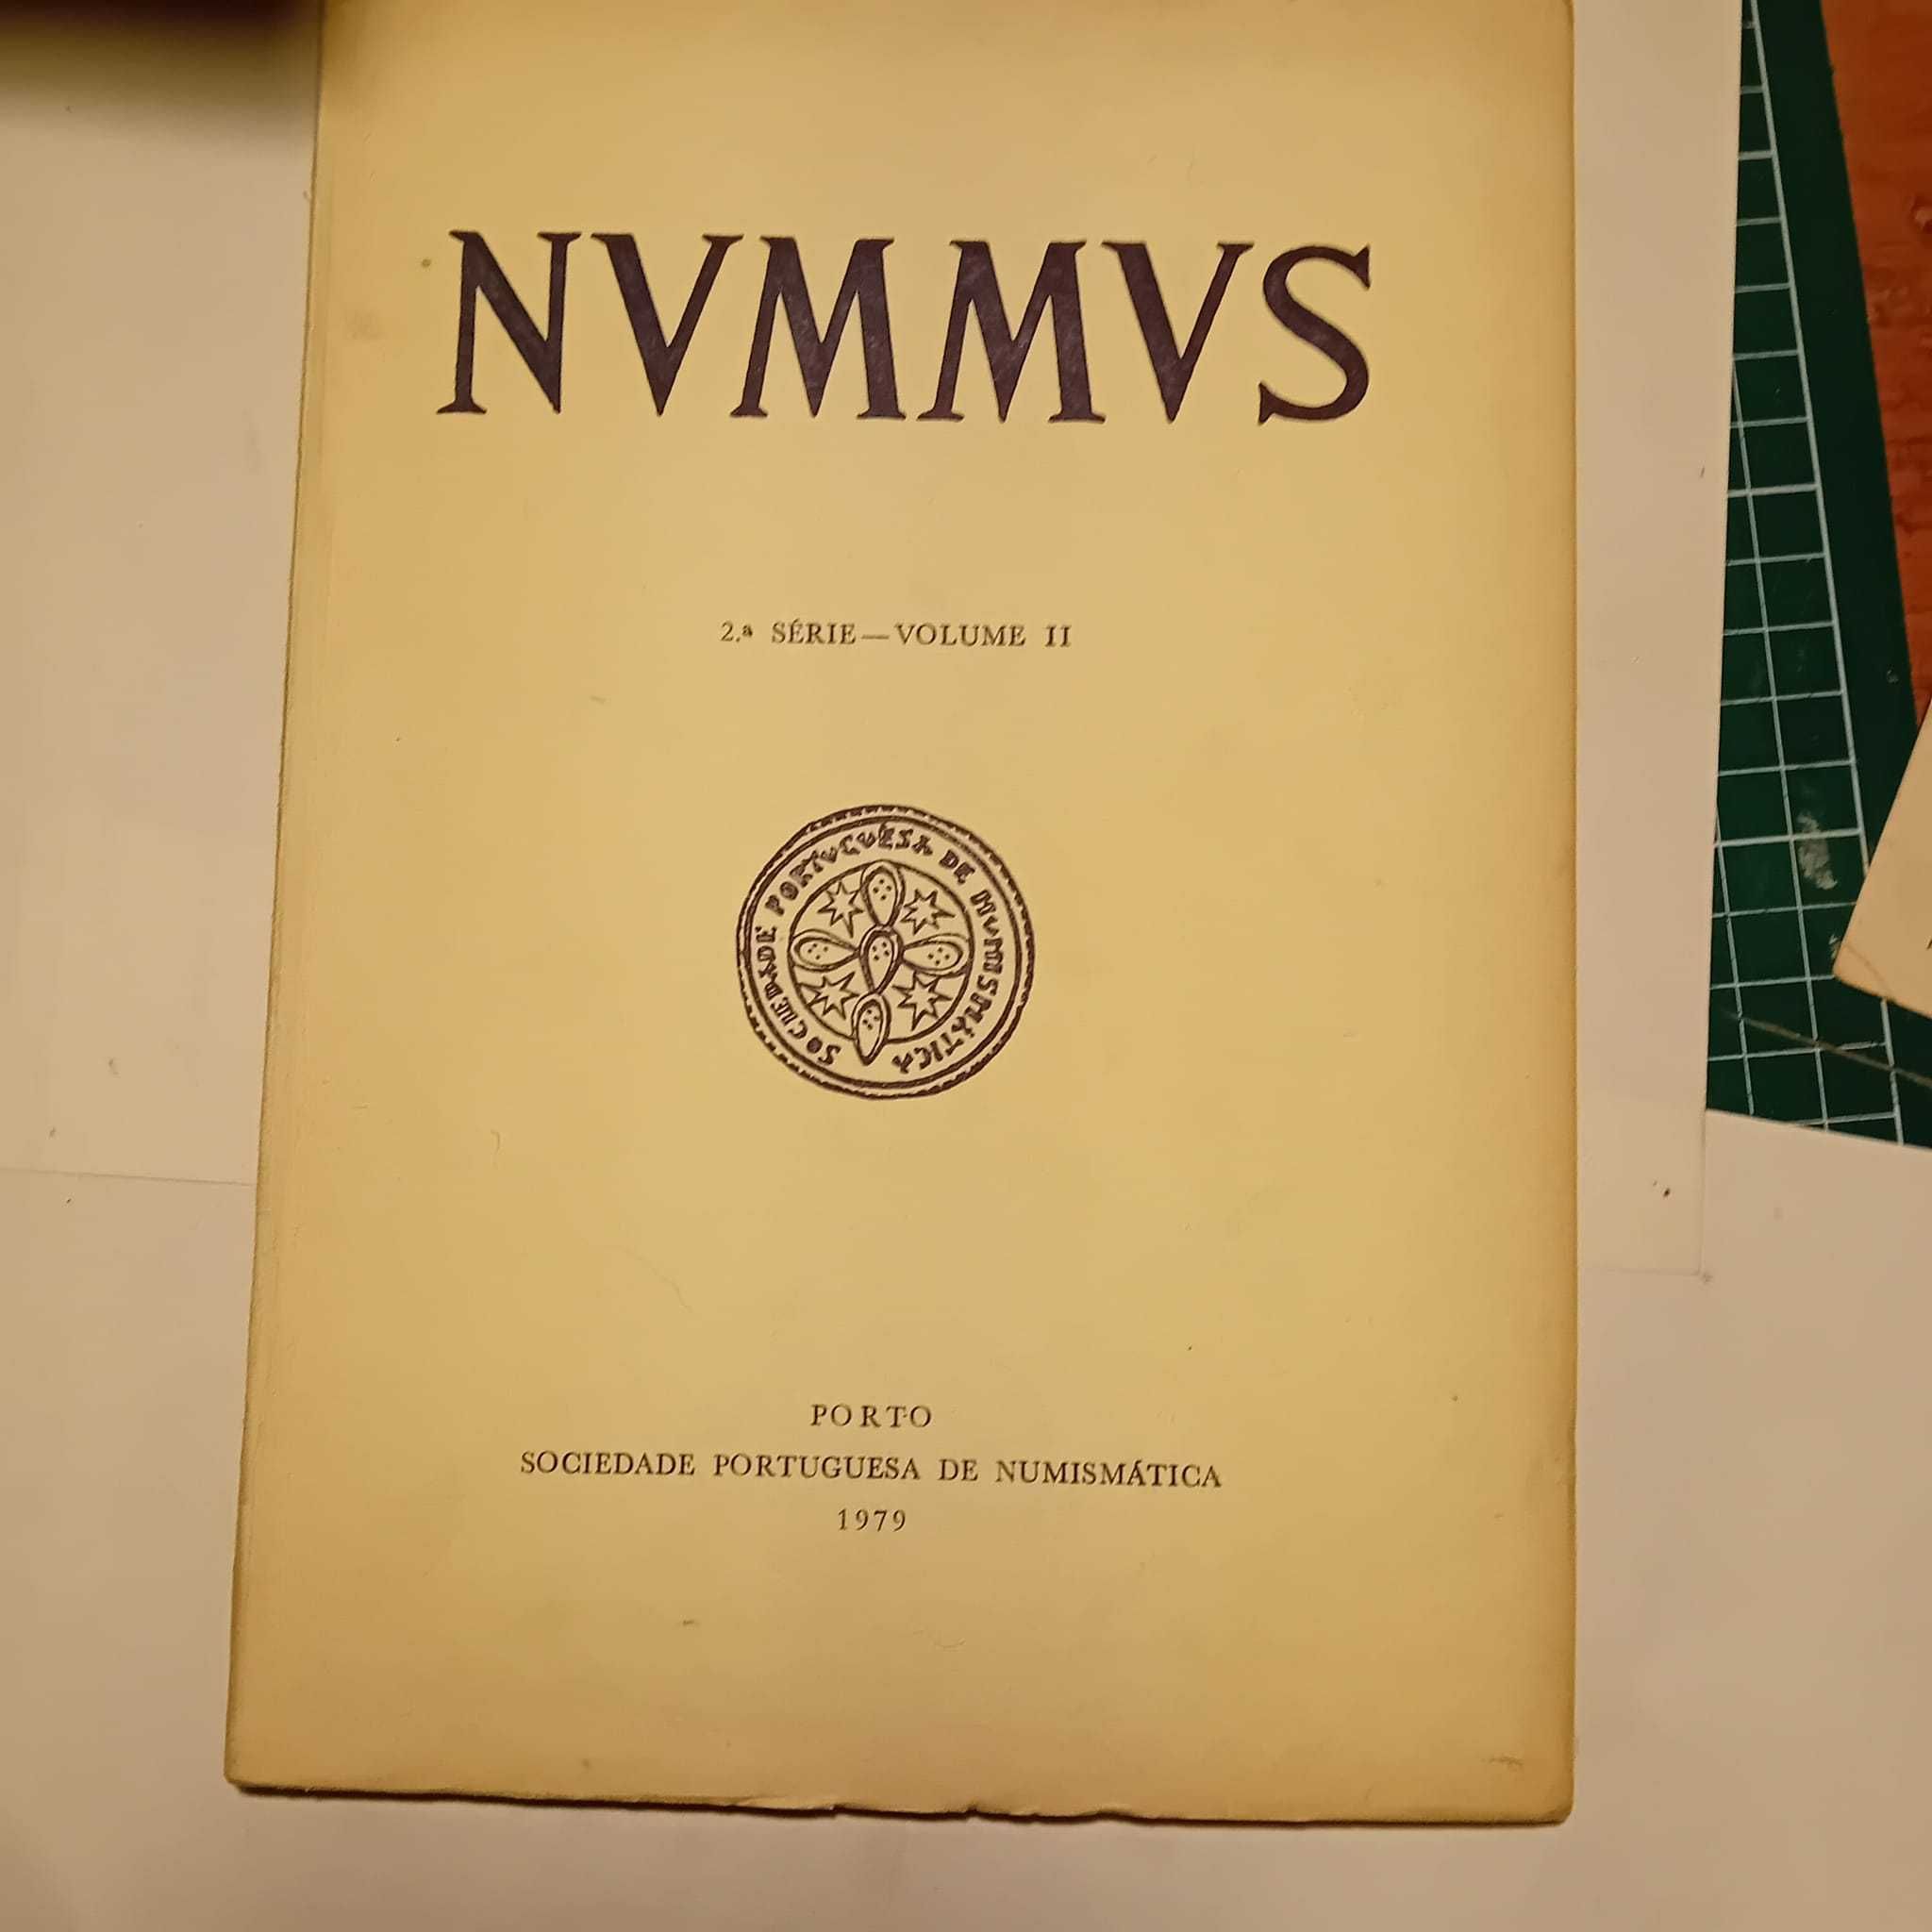 NVMMVS
2.ª SÉRIE — VOLUME II
SOCIEDADE PORTUGUESA DE NUMISMÁTICA
PORTO
SOCIEDADE PORTUGUESA DE NUMISMÁTICA
1979